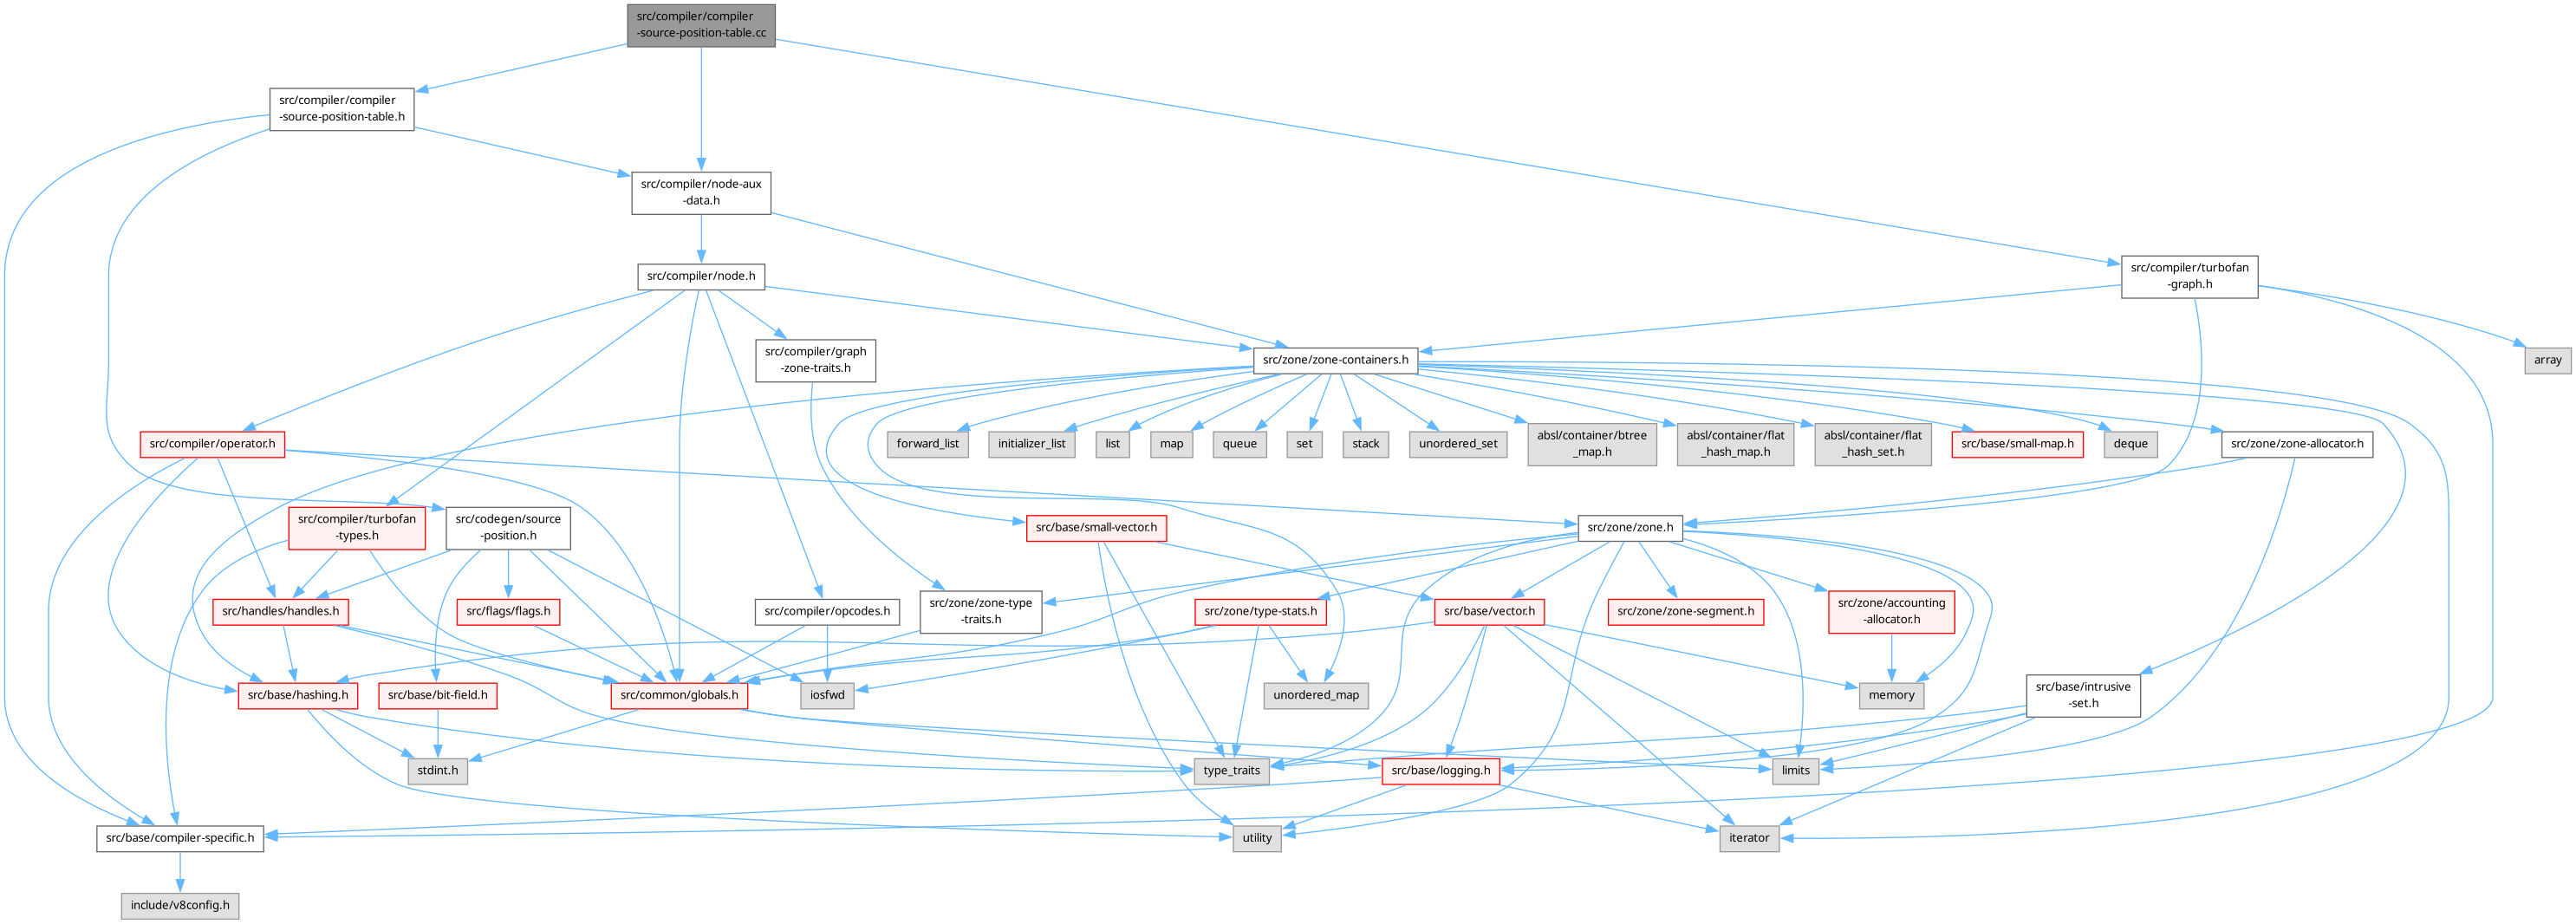 src/compiler/compiler
-source-position-table.cc
src/compiler/compiler
-source-position-table.h
src/compiler/node-aux
-data.h
src/compiler/node.h
src/compiler/turbofan
-graph.h
src/compiler/graph
-zone-traits.h
src/zone/zone-containers.h
array
src/compiler/operator.h
forward_list
initializer_list
list
map
queue
set
stack
unordered_set
absl/container/btree
_map.h
absl/container/flat
_hash_map.h
absl/container/flat
_hash_set.h
src/base/small-map.h
deque
src/zone/zone-allocator.h
src/compiler/turbofan
-types.h
src/codegen/source
-position.h
src/base/small-vector.h
src/zone/zone.h
src/handles/handles.h
src/flags/flags.h
src/compiler/opcodes.h
src/zone/zone-type
-traits.h
src/zone/type-stats.h
src/base/vector.h
src/zone/zone-segment.h
src/zone/accounting
-allocator.h
src/base/hashing.h
src/base/bit-field.h
src/common/globals.h
iosfwd
unordered_map
memory
src/base/intrusive
-set.h
stdint.h
type_traits
src/base/logging.h
limits
src/base/compiler-specific.h
utility
iterator
include/v8config.h